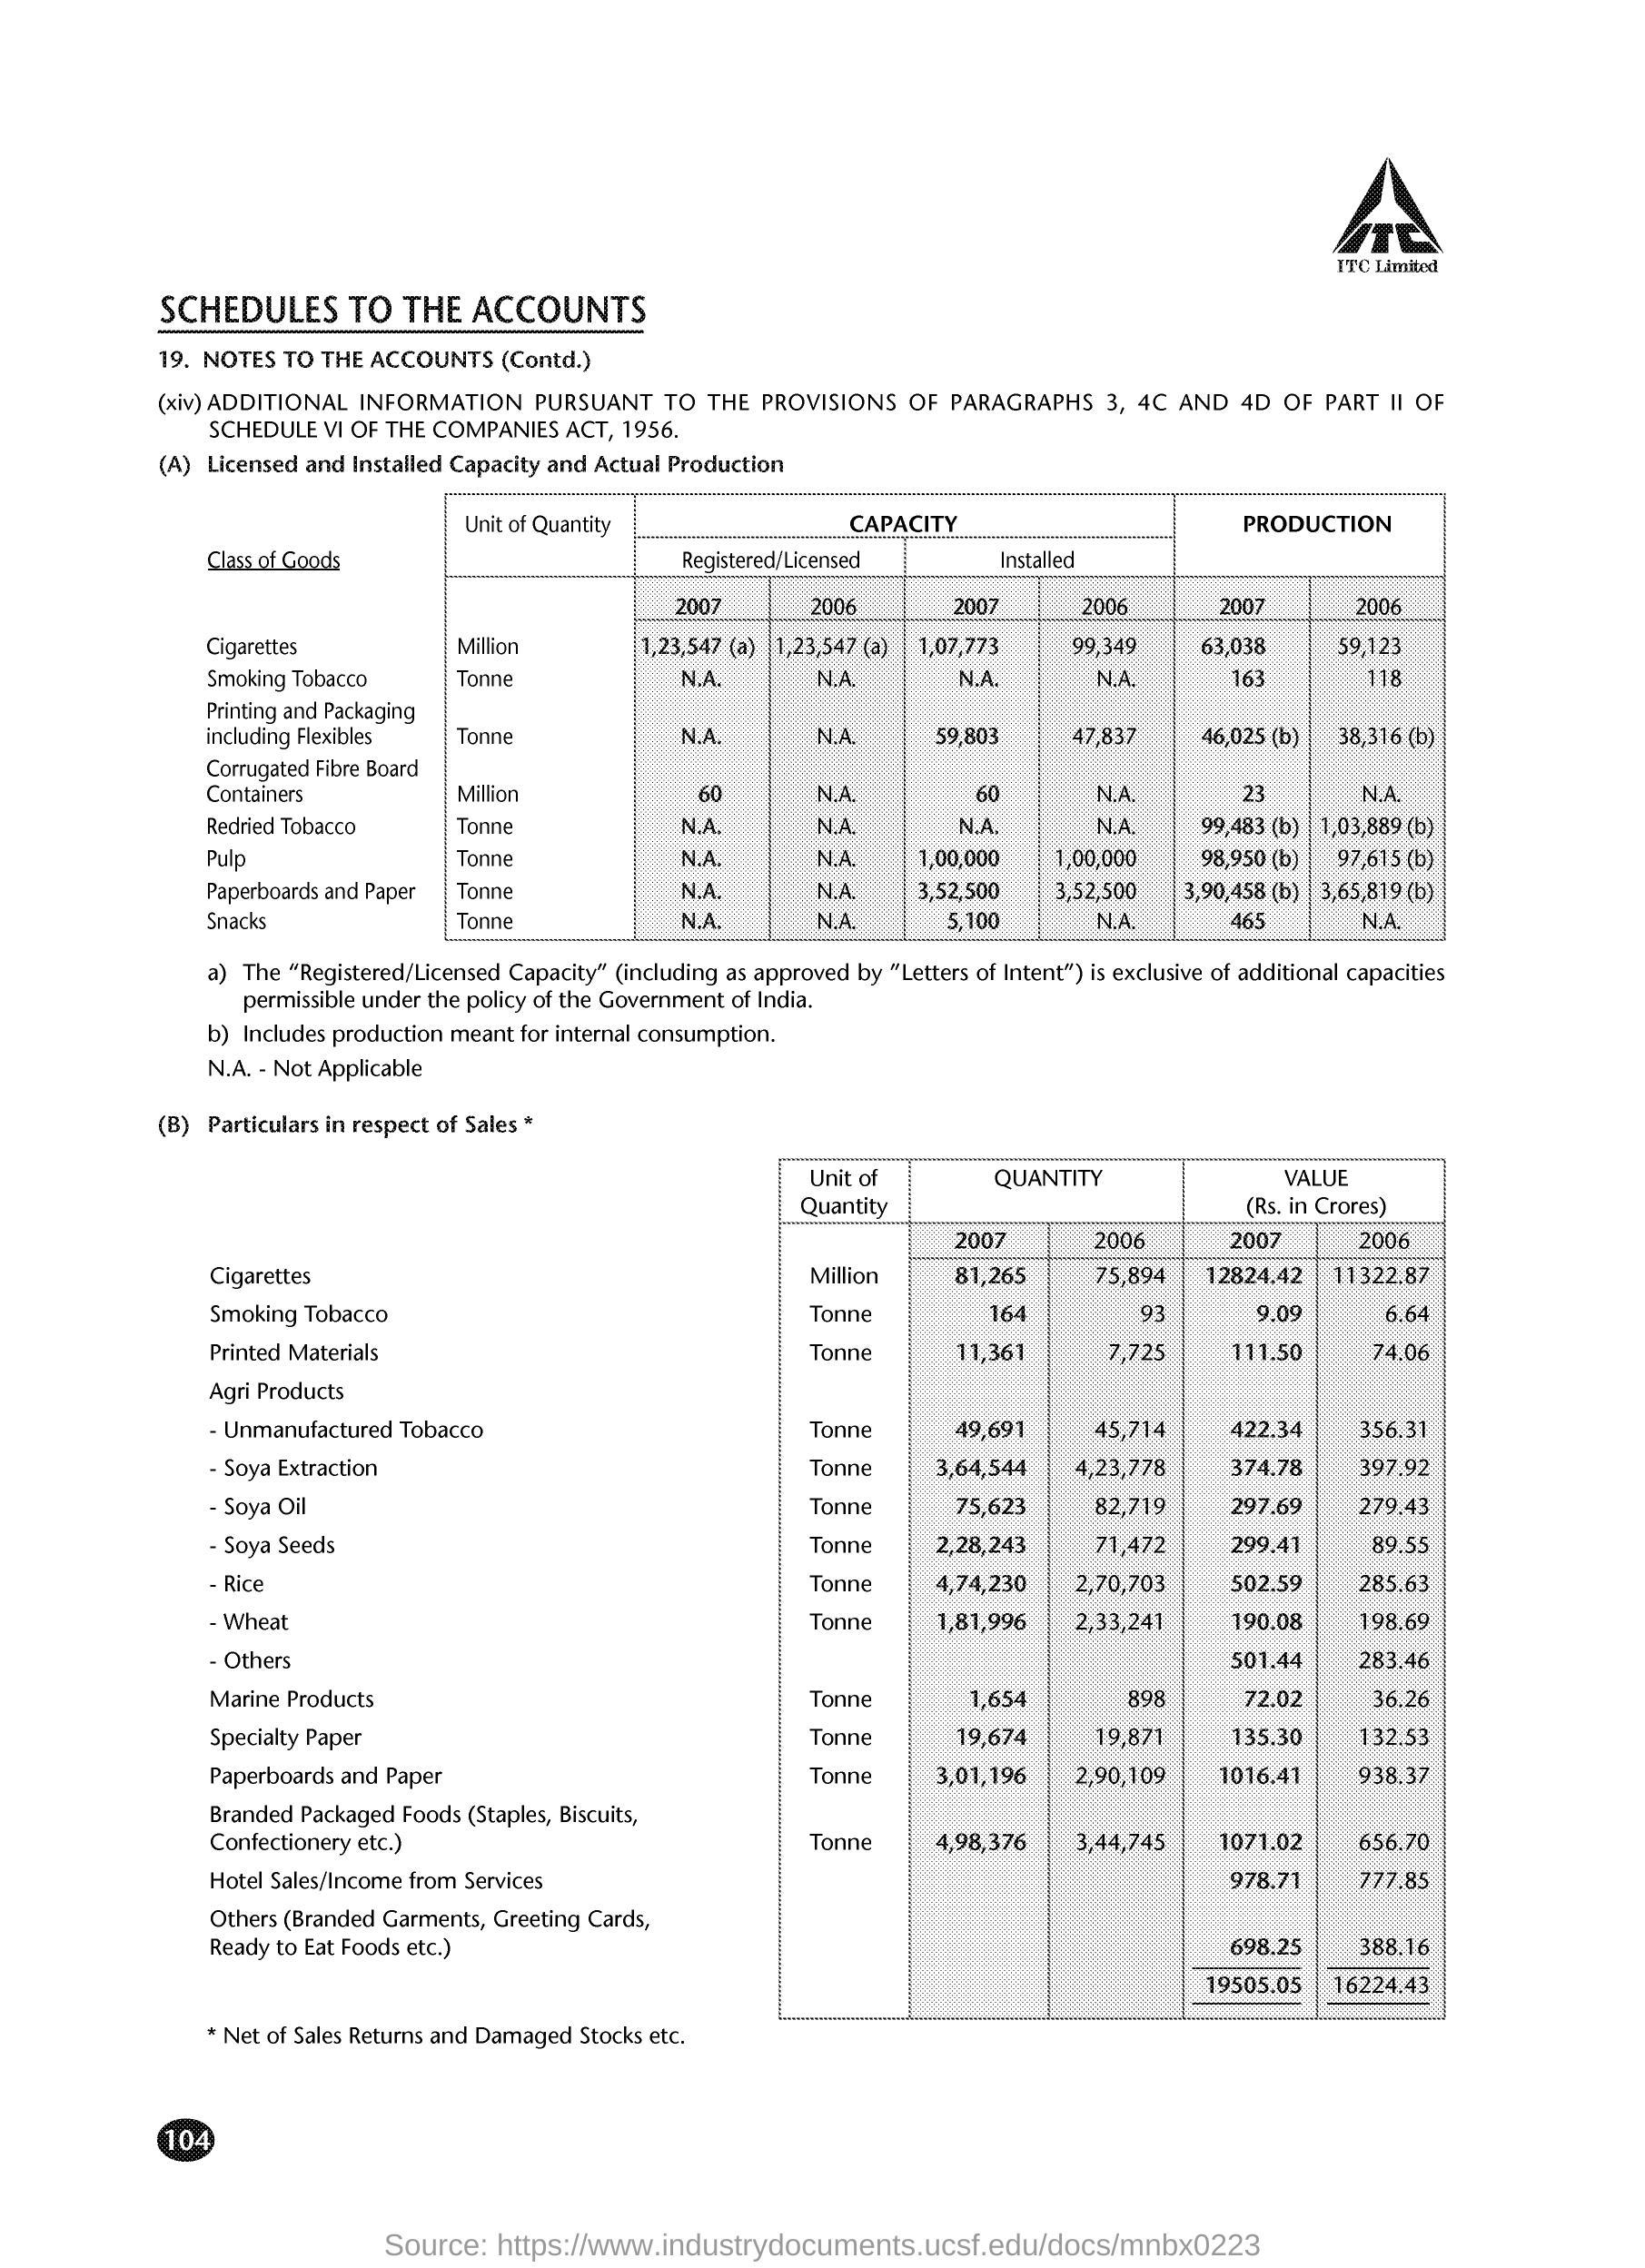 ITC
ITC Limited
SCHEDULES TO THE ACCOUNTS
19. NOTES TO THE ACCOUNTS (Contd.)
(xiv) ADDITIONAL INFORMATION PURSUANT TO THE PROVISIONS OF PARAGRAPHS 3, 4C AND 4D OF PART II OF
SCHEDULE VI OF THE COMPANIES ACT, 1956.
(A) Licensed and Installed Capacity and Actual Production
Unit of Quantity CAPACITY PRODUCTION
Class of Goods Registered/Licensed Installed
2007 2006 2007 2006 2007 2006
Cigarettes Million 1,23,547 (a) 1,23,547 (a) 1,07,773 99,349 63,038 59,123
Smoking Tobacco Tonne N.A. N.A. N.A. N.A. 163 118
Printing and Packaging
including Flexibles Tonne N.A. N.A. 59,803 47,837 46,025 (b) 38,316 (b)
Corrugated Fibre Board
Containers Million 60 N.A. 60 N.A. 23 N.A.
Redried Tobacco Tonne N.A. N.A. N.A. N.A. 99,483 (b) 1,03,889 (b)
Pulp Tonne N.A. N.A. 1,00,000 1,00,000 98,950 (b) 97,615 (b)
Paperboards and Paper Tonne N.A. N.A. 3,52,500 3,52,500 3,90,458 (b) 3,65,819 (b)
Snacks Tonne N.A. N.A. 5,100 N.A. 465 N.A.
a) The "Registered/Licensed Capacity" (including as approved by "Letters of Intent") is exclusive of additional capacities
permissible under the policy of the Government of India.
b) Includes production meant for internal consumption.
N.A. - Not Applicable
(B) Particulars in respect of Sales *
Unit of QUANTITY VALUE
Quantity (Rs. in Crores)
2007 2006 2007 2006
Cigarettes Million 81,265 75,894 12824.42 11322.87
Smoking Tobacco Tonne 164 93 9.09 6.64
Printed Materials Tonne 11,361 7,725 111.50 74.06
Agri Products
- Unmanufactured Tobacco Tonne 49,691 45,714 422.34 356.31
- Soya Extraction Tonne 3,64,544 4,23,778 374.78 397.92
- Soya Oil Tonne 75,623 82,719 297.69 279.43
- Soya Seeds Tonne 2,28,243 71,472 299.41 89.55
- Rice Tonne 4,74,230 2,70,703 502.59 285.63
- Wheat Tonne 1,81,996 2,33,241 190.08 198.69
- Others 501.44 283.46
Marine Products Tonne 1,654 898 72.02 36.26
Specialty Paper Tonne 19,674 19,871 135.30 132.53
Paperboards and Paper Tonne 3,01,196 2,90,109 1016.41 938.37
Branded Packaged Foods (Staples, Biscuits,
Confectionery etc.) Tonne 4,98,376 3,44,745 1071.02 656.70
Hotel Sales/Income from Services 978.71 777.85
Others (Branded Garments, Greeting Cards,
Ready to Eat Foods etc.) 698.25 388.16
19505.05 16224.43
* Net of Sales Returns and Damaged Stocks etc.
104
Source: https://www.industrydocuments.ucsf.edu/docs/mnbx0223